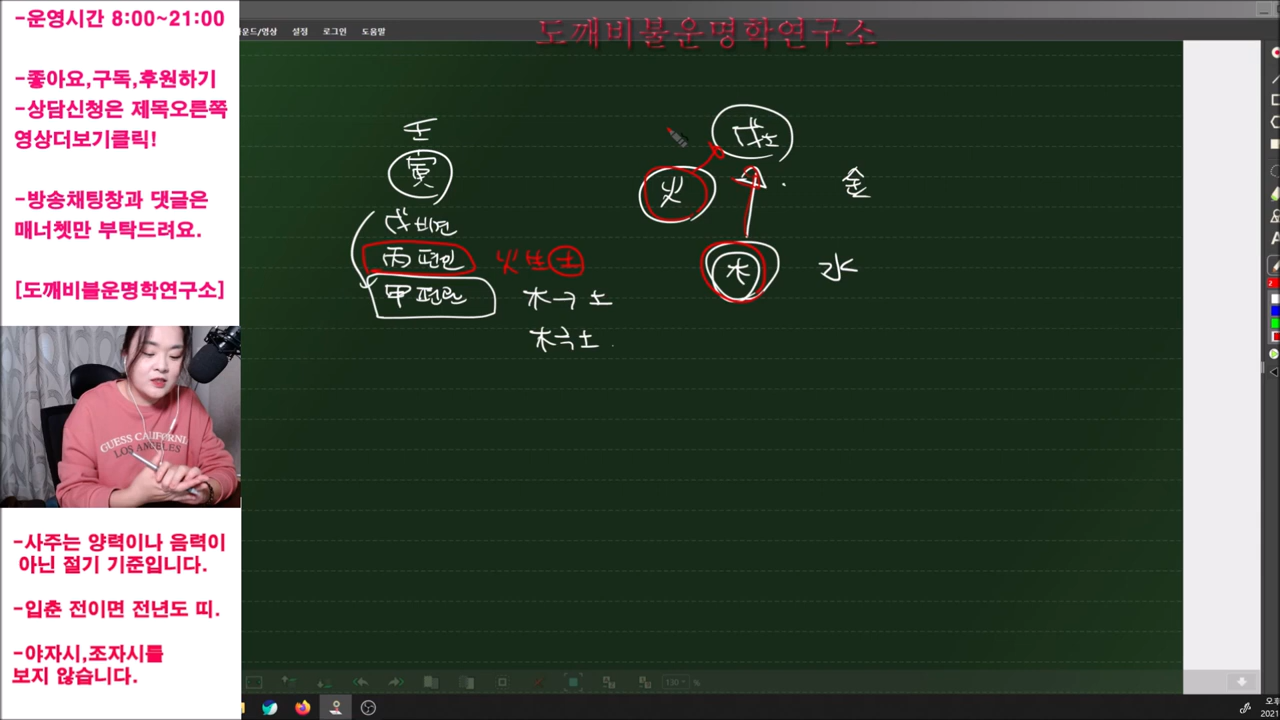 -운영시간 8:00~21:00
-좋아요,구독,후원하기
-상담신청은 제목오른쪽
영상더보기클릭!
-방송채팅창과 댓글은
매너쳇만 부탁드려요.
[도깨비불운명학연구소]
GUESS CALIFORNIA
LOS ANGELES
-사주는 양력이나 음력이
아닌 절기 기준입니다.
-입춘 전이면 전년도 띠.
-야자시,조자시를
보지 않습니다.
설정 로그인 도움말
도깨비불운명학연구소
壬
寅
戊 비견
丙 편인 火生土
甲 편관 木→土
木극土
戊土
火
金
木
水
130 %
2021